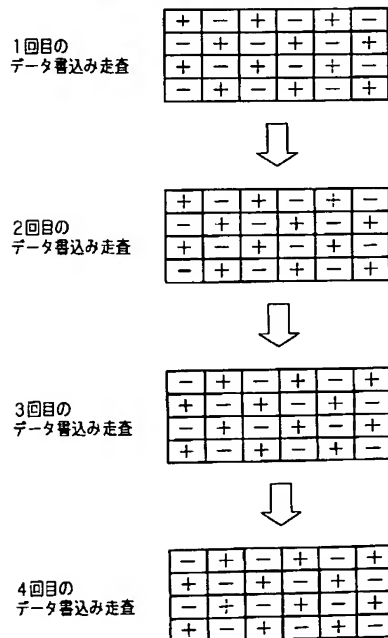 1回目の
データ書込み走査
+ − + − + −
− + − + − +
+ − + − + −
− + − + − +
2回目の
データ書込み走査
+ − + − + −
− + − + − +
+ − + − + −
− + − + − +
3回目の
データ書込み走査
− + − + − +
+ − + − + −
− + − + − +
+ − + − + −
4回目の
データ書込み走査
− + − + − +
+ − + − + −
− + − + − +
+ − + − + −